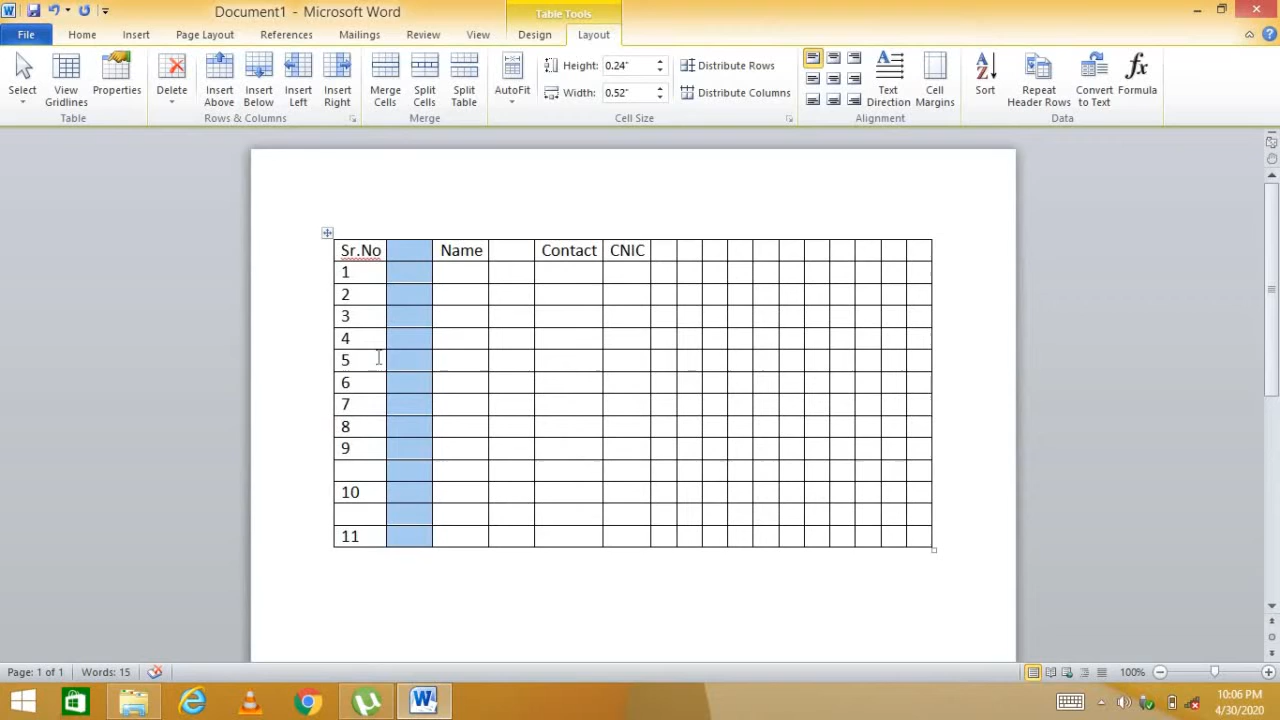 Document1 - Microsoft Word
Table Tools
File Home Insert Page Layout References Mailings Review View Design Layout
Select
View Gridlines
Properties
Delete
Insert Above
Insert Below
Insert Left
Insert Right
Merge Cells
Split Cells
Split Table
AutoFit
Height: 0.24"
Width: 0.52"
Distribute Rows
Distribute Columns
Text Direction
Cell Margins
Sort
Repeat Header Rows
Convert to Text
Formula
Table Rows & Columns Merge Cell Size Alignment Data
Sr.No Name Contact CNIC
1
2
3
4
5
6
7
8
9
10
11
Page: 1 of 1 Words: 15 100%
10:06 PM
4/30/2020